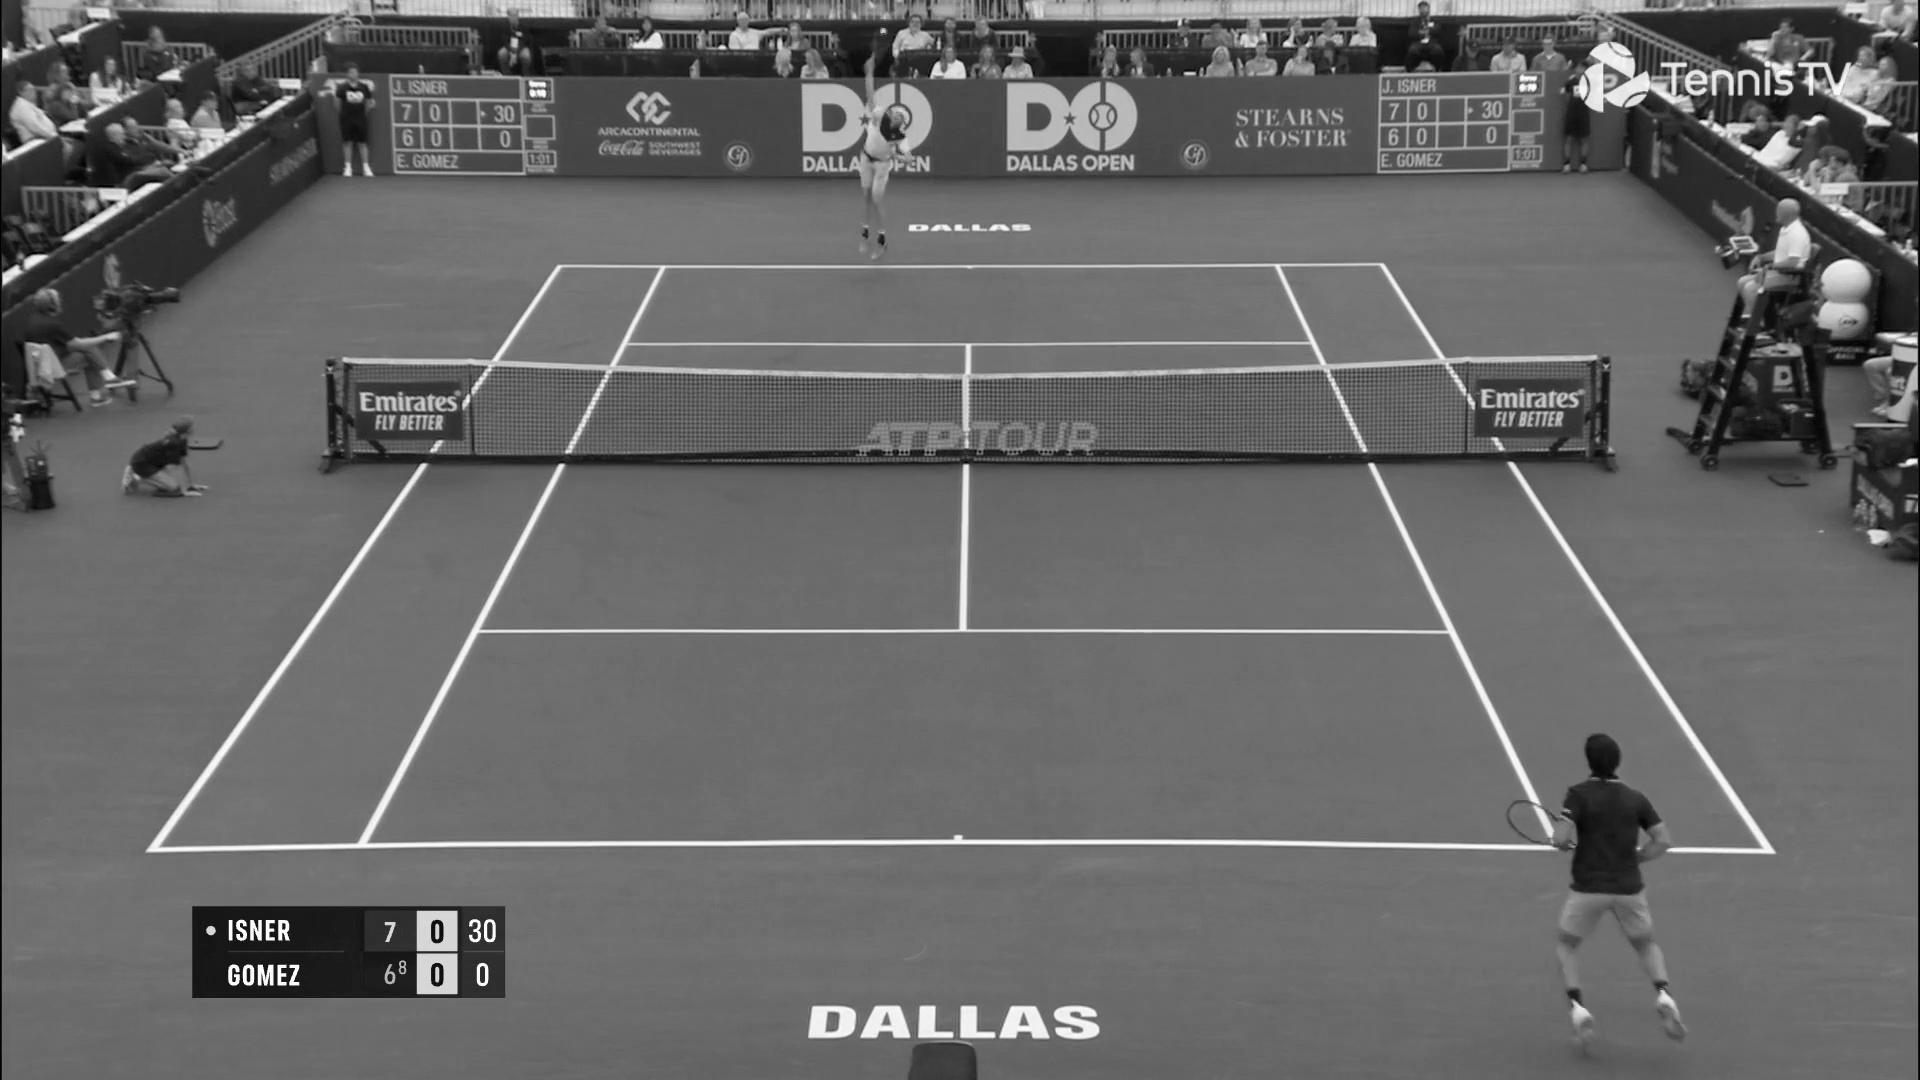 TennisTV
J. ISNER
7 0 30
6 0 0
E. GOMEZ
1:01
ARCACONTINENTAL
Coca-Cola SOUTHWEST BEVERAGES
DO
DALLAS OPEN
DO
DALLAS OPEN
STEARNS
& FOSTER
J. ISNER
7 0 30
6 0 0
E. GOMEZ
1:01
DALLAS
Emirates
FLY BETTER
ATP TOUR
Emirates
FLY BETTER
ISNER 7 0 30
GOMEZ 6⁸ 0 0
DALLAS